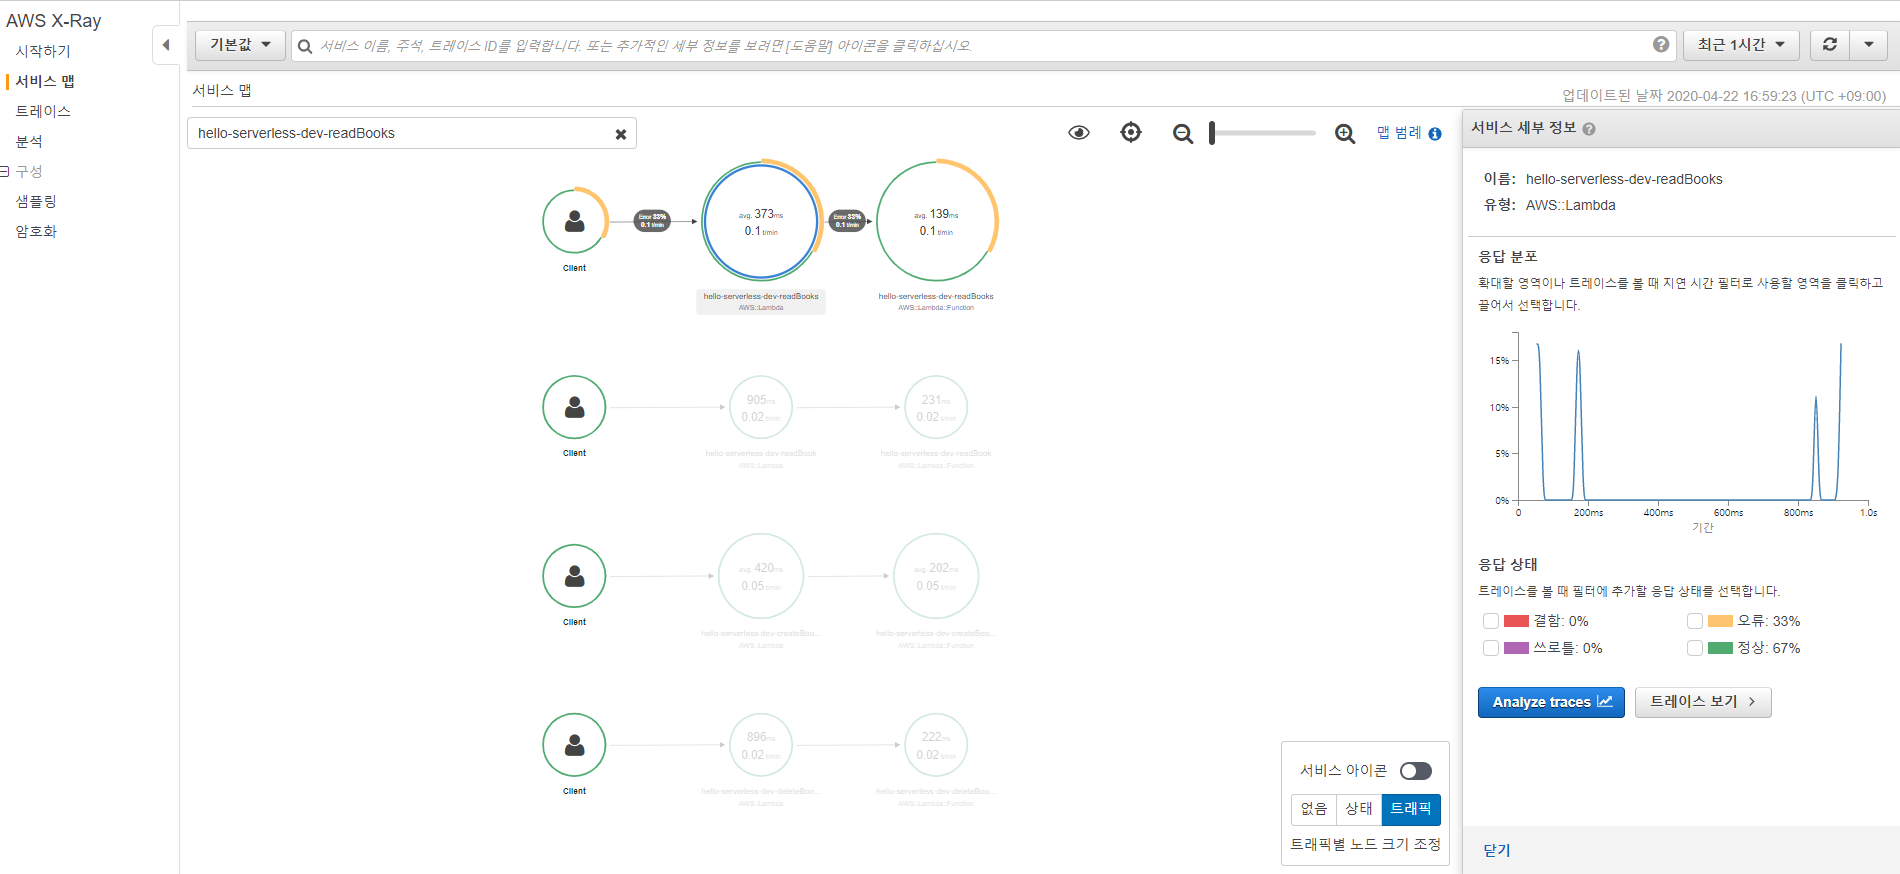 AWS X-Ray
시작하기
서비스 맵
트레이스
분석
구성
샘플링
암호화
기본값
서비스 이름, 주석, 트레이스 ID를 입력합니다. 또는 추가적인 세부 정보를 보려면 [도움말] 아이콘을 클릭하십시오.
최근 1시간
서비스 맵
업데이트된 날짜 2020-04-22 16:59:23 (UTC +09:00)
hello-serverless-dev-readBooks
맵 범례
Client
Error 33%
0.1 t/min
avg. 373ms
0.1 t/min
hello-serverless-dev-readBooks
AWS::Lambda
Error 33%
0.1 t/min
avg. 139ms
0.1 t/min
hello-serverless-dev-readBooks
AWS::Lambda::Function
Client
905ms
0.02 t/min
hello-serverless-dev-readBook
AWS::Lambda
231ms
0.02 t/min
hello-serverless-dev-readBook
AWS::Lambda::Function
Client
avg. 420ms
0.05 t/min
hello-serverless-dev-createBoo...
AWS::Lambda
avg. 202ms
0.05 t/min
hello-serverless-dev-createBoo...
AWS::Lambda::Function
Client
896ms
0.02 t/min
hello-serverless-dev-deleteBoo...
AWS::Lambda
222ms
0.02 t/min
hello-serverless-dev-deleteBoo...
AWS::Lambda::Function
서비스 아이콘
없음 상태 트래픽
트래픽별 노드 크기 조정
서비스 세부 정보
이름: hello-serverless-dev-readBooks
유형: AWS::Lambda
응답 분포
확대할 영역이나 트레이스를 볼 때 지연 시간 필터로 사용할 영역을 클릭하고
끌어서 선택합니다.
15%
10%
5%
0%
0 200ms 400ms 600ms 800ms 1.0s
기간
응답 상태
트레이스를 볼 때 필터에 추가할 응답 상태를 선택합니다.
결함: 0% 오류: 33%
쓰로틀: 0% 정상: 67%
Analyze traces 트레이스 보기
닫기